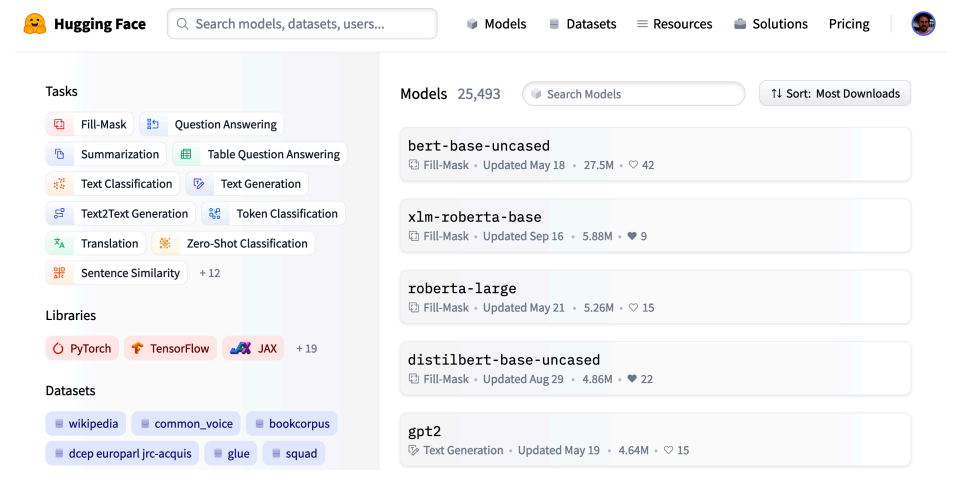 Hugging Face
Search models, datasets, users...
Models
Datasets
Resources
Solutions
Pricing
Tasks
Fill-Mask
Question Answering
Summarization
Table Question Answering
Text Classification
Text Generation
Text2Text Generation
Token Classification
Translation
Zero-Shot Classification
Sentence Similarity
+ 12
Libraries
PyTorch
TensorFlow
JAX
+ 19
Datasets
wikipedia
common_voice
bookcorpus
dcep europarl jrc-acquis
glue
squad
Models 25,493
Search Models
Sort: Most Downloads
bert-base-uncased
Fill-Mask • Updated May 18 • 27.5M • ♡ 42
xlm-roberta-base
Fill-Mask • Updated Sep 16 • 5.88M • ♥ 9
roberta-large
Fill-Mask • Updated May 21 • 5.26M • ♡ 15
distilbert-base-uncased
Fill-Mask • Updated Aug 29 • 4.86M • ♥ 22
gpt2
Text Generation • Updated May 19 • 4.64M • ♡ 15